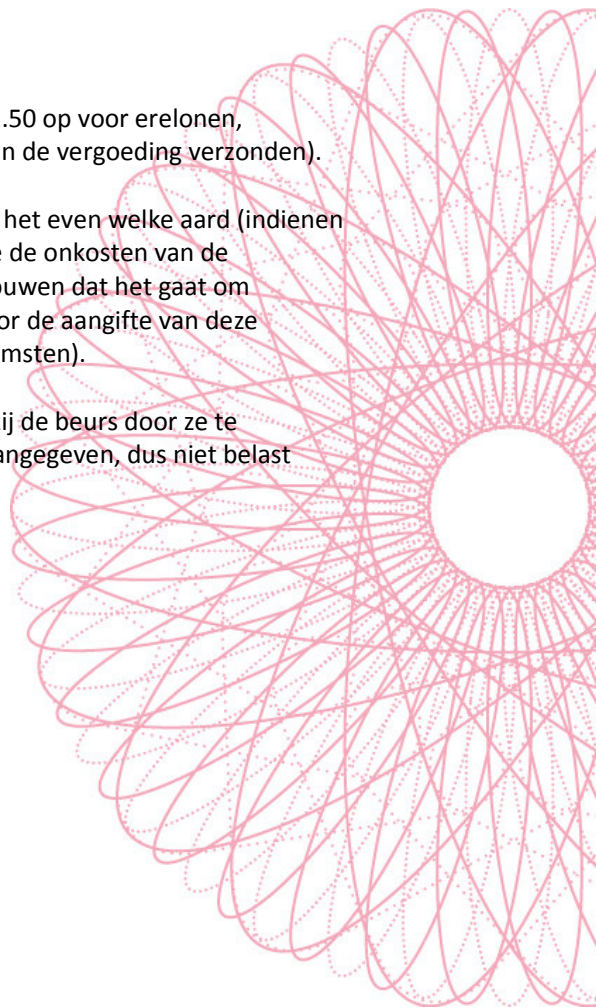 .50 op voor erelonen,
n de vergoeding verzonden).
het even welke aard (indienen
e de onkosten van de
ouwen dat het gaat om
or de aangifte van deze
msten).
ij de beurs door ze te
angegeven, dus niet belast